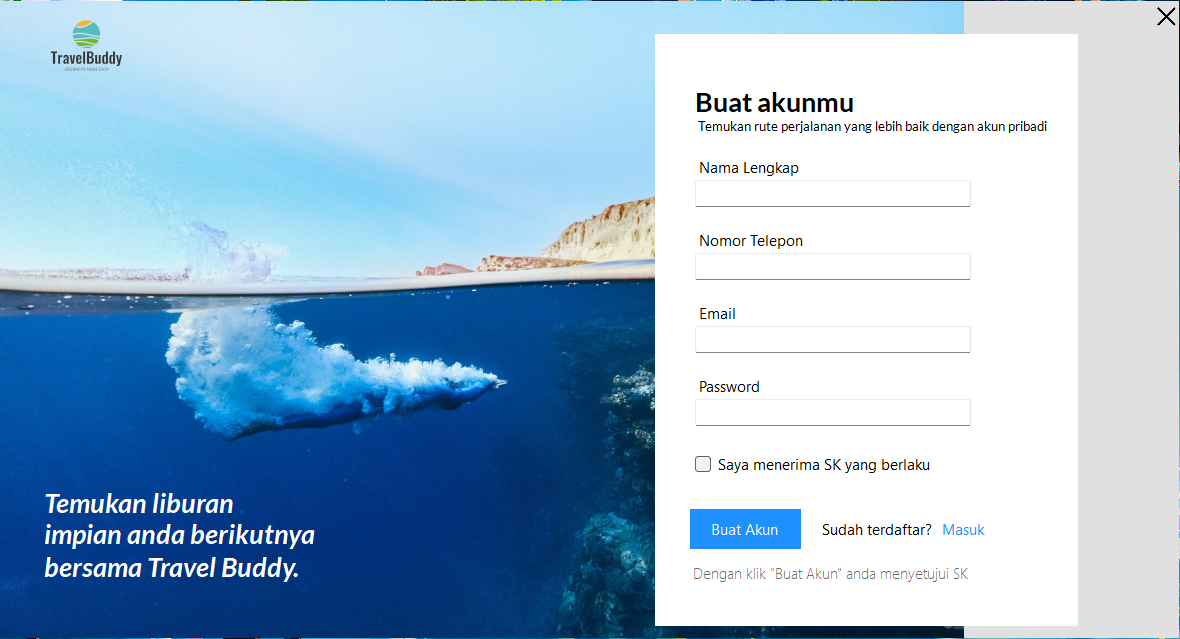 TravelBuddy
JOURNEYS MADE EASY
Buat akunmu
Temukan rute perjalanan yang lebih baik dengan akun pribadi
Nama Lengkap
Nomor Telepon
Email
Password
Saya menerima SK yang berlaku
Buat Akun
Sudah terdaftar? Masuk
Dengan klik "Buat Akun" anda menyetujui SK
Temukan liburan
impian anda berikutnya
bersama Travel Buddy.